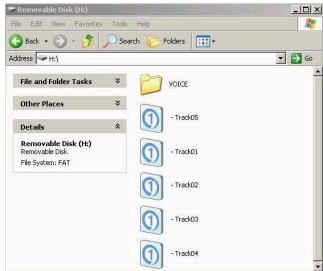 Removable Disk (H:)
File Edit View Favorites Tools Help
Back Search Folders
Address H:\ Go
File and Folder Tasks
Other Places
Details
Removable Disk (H:)
Removable Disk
File System: FAT
VOICE
- Track05
- Track01
- Track02
- Track03
- Track04